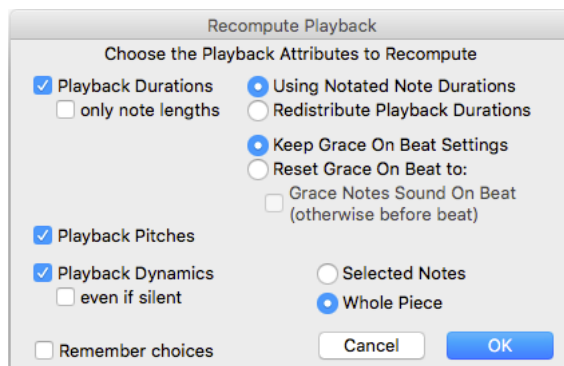 Recompute Playback
Choose the Playback Attributes to Recompute
Playback Durations
only note lengths
Using Notated Note Durations
Redistribute Playback Durations
Keep Grace On Beat Settings
Reset Grace On Beat to:
Grace Notes Sound On Beat
(otherwise before beat)
Playback Pitches
Playback Dynamics
even if silent
Selected Notes
Whole Piece
Remember choices
Cancel
OK